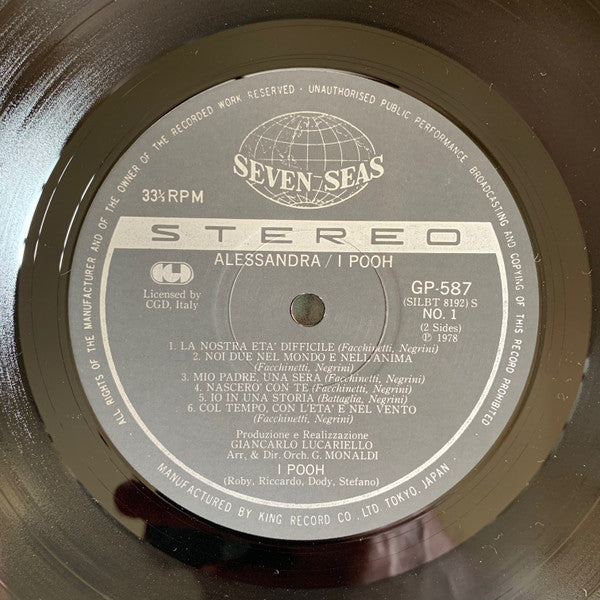 ALL RIGHTS OF THE MANUFACTURER AND OF THE OWNER OF THE RECORDED WORK RESERVED · UNAUTHORISED PUBLIC PERFORMANCE, BROADCASTING AND COPYING OF THIS RECORD PROHIBITED
SEVEN SEAS
33⅓RPM
STEREO
ALESSANDRA / I POOH
Licensed by
CGD, Italy
GP-587
(SILBT 8192) S
NO. 1
(2 Sides)
℗ 1978
1. LA NOSTRA ETA' DIFFICILE (Facchinetti, Negrini)
2. NOI DUE NEL MONDO E NELL'ANIMA
(Facchinetti, Negrini)
3. MIO PADRE, UNA SERA (Facchinetti, Negrini)
4. NASCERO' CON TE (Facchinetti, Negrini)
5. IO IN UNA STORIA (Battaglia, Negrini)
6. COL TEMPO, CON L'ETA' E NEL VENTO
(Facchinetti, Negrini)
Produzione e Realizzazione
GIANCARLO LUCARIELLO
Arr, & Dir. Orch. G. MONALDI
I POOH
(Roby, Riccardo, Dody, Stefano)
MANUFACTURED BY KING RECORD CO., LTD. TOKYO. JAPAN.